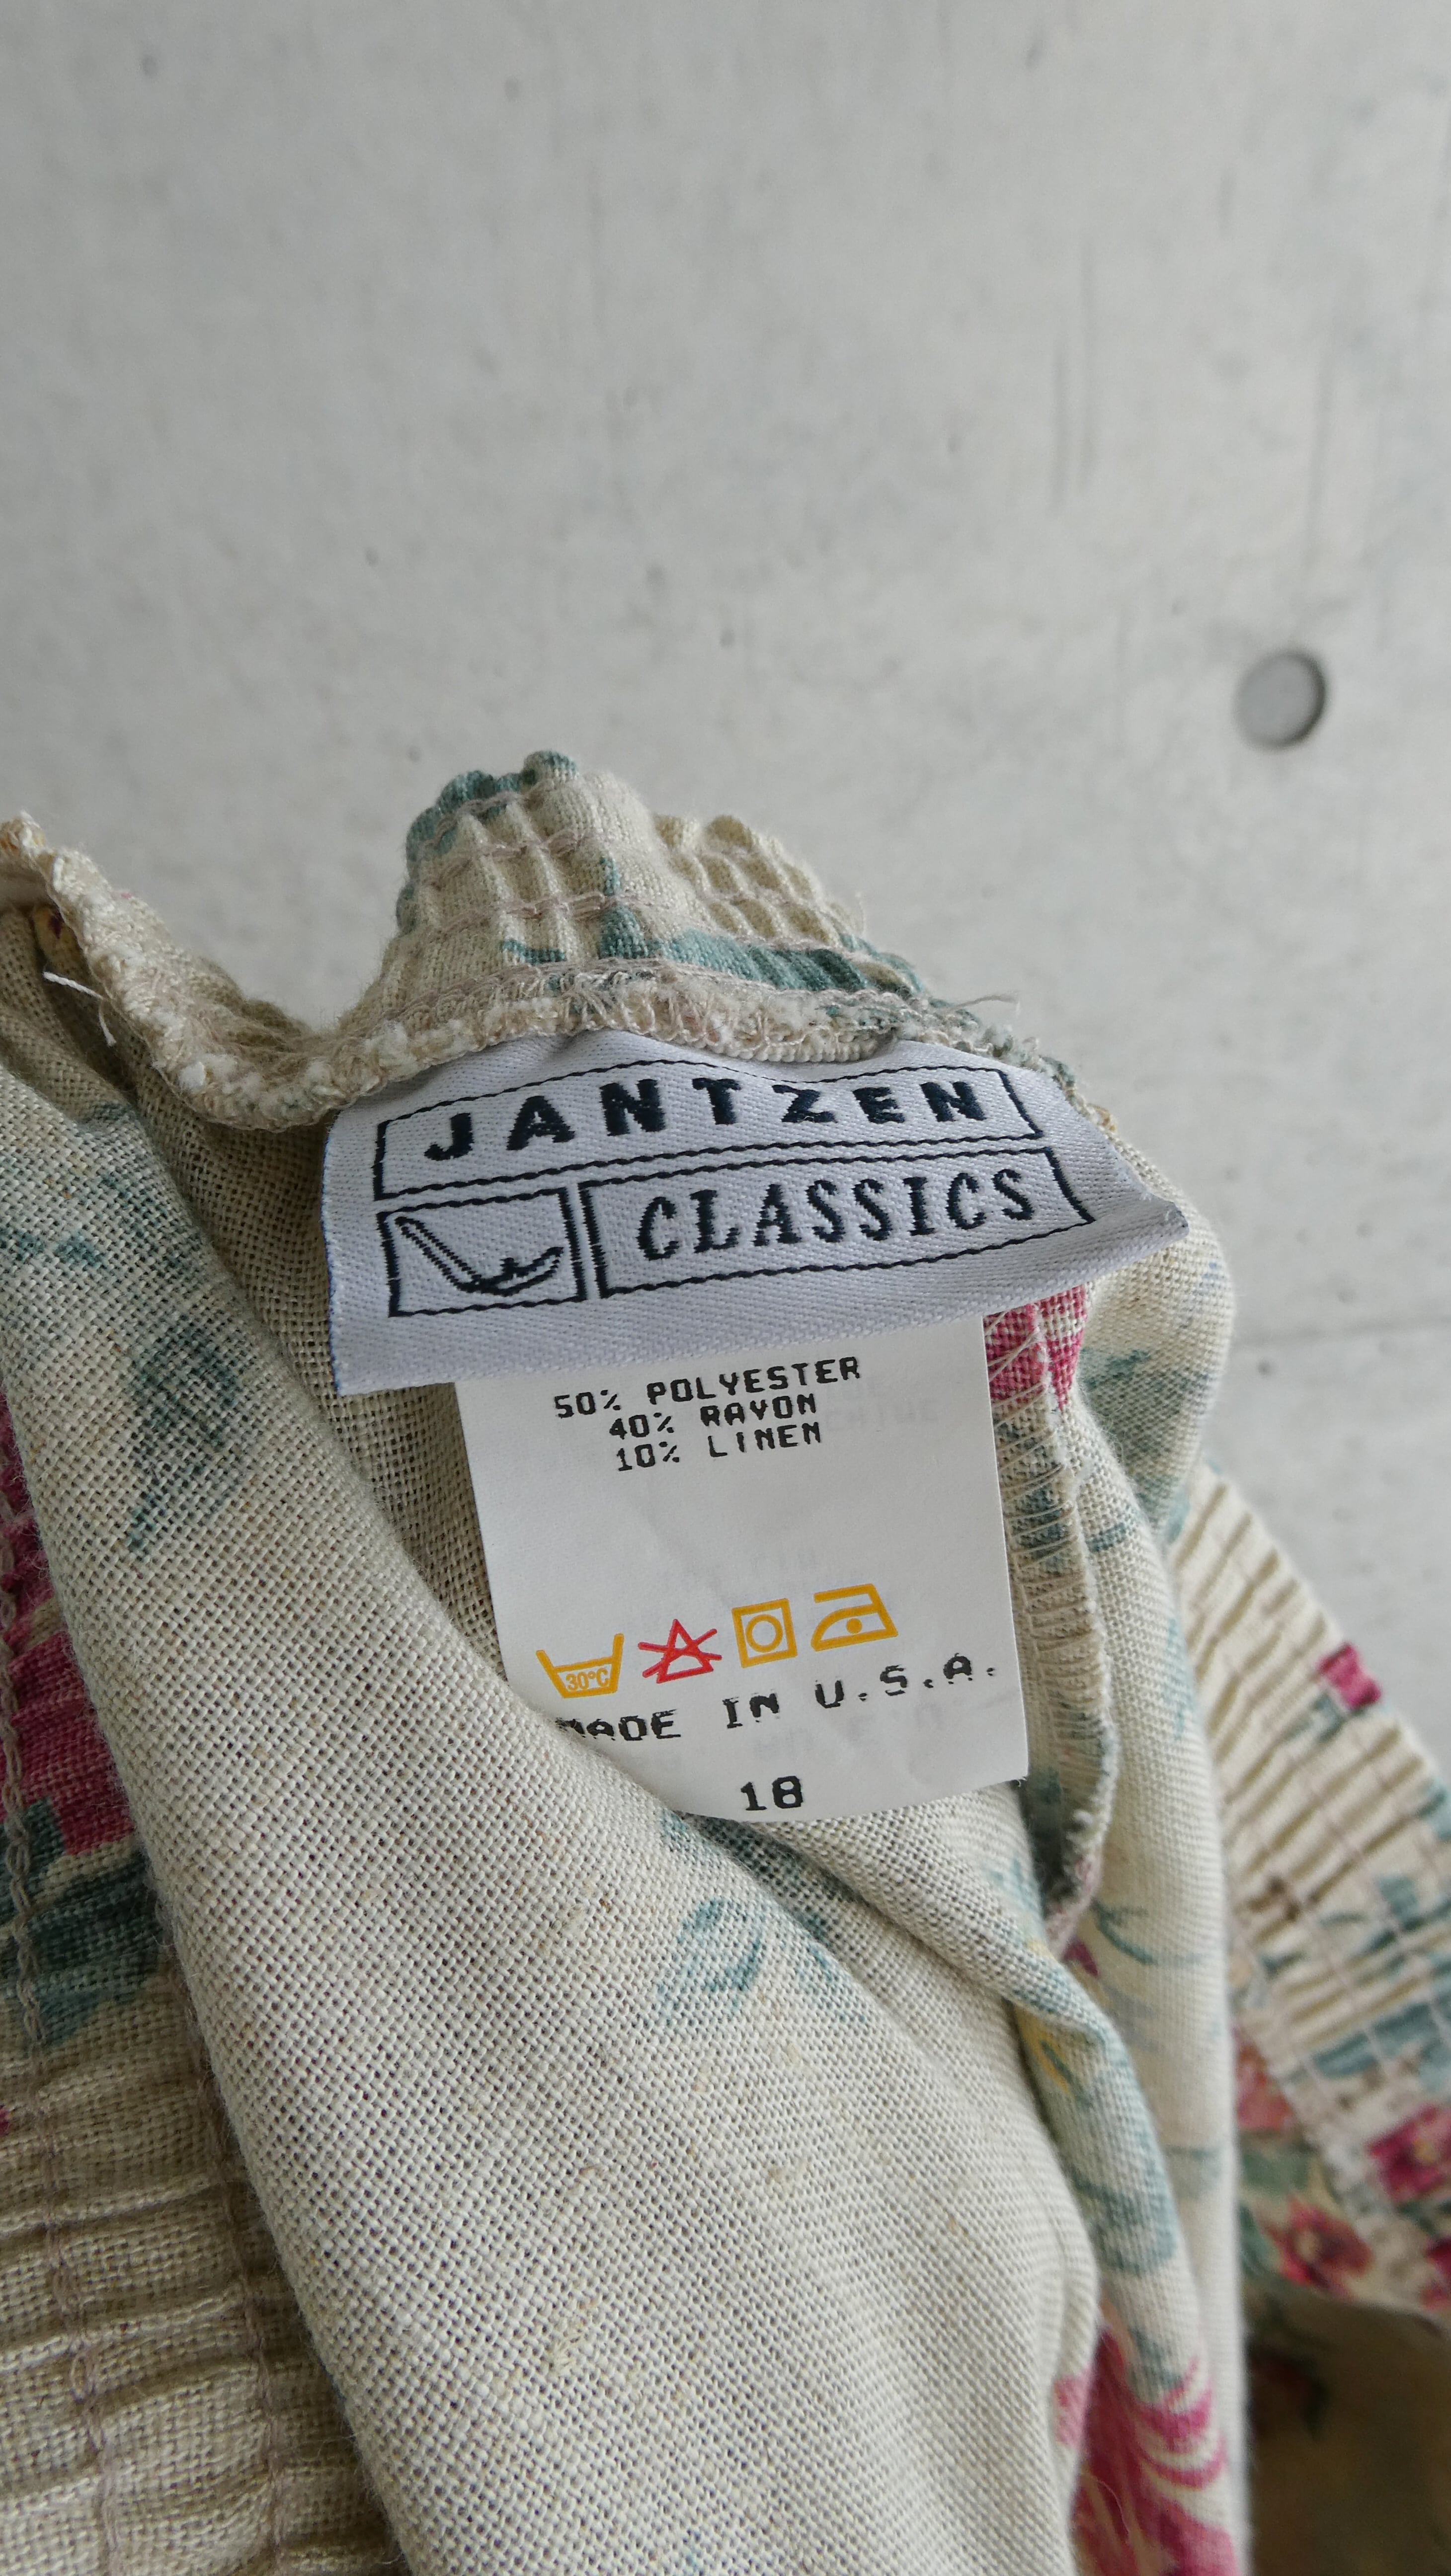 JANTZEN
CLASSICS
50% POLYESTER
40% RAYON
10% LINEN
30°C
MADE IN U.S.A.
18